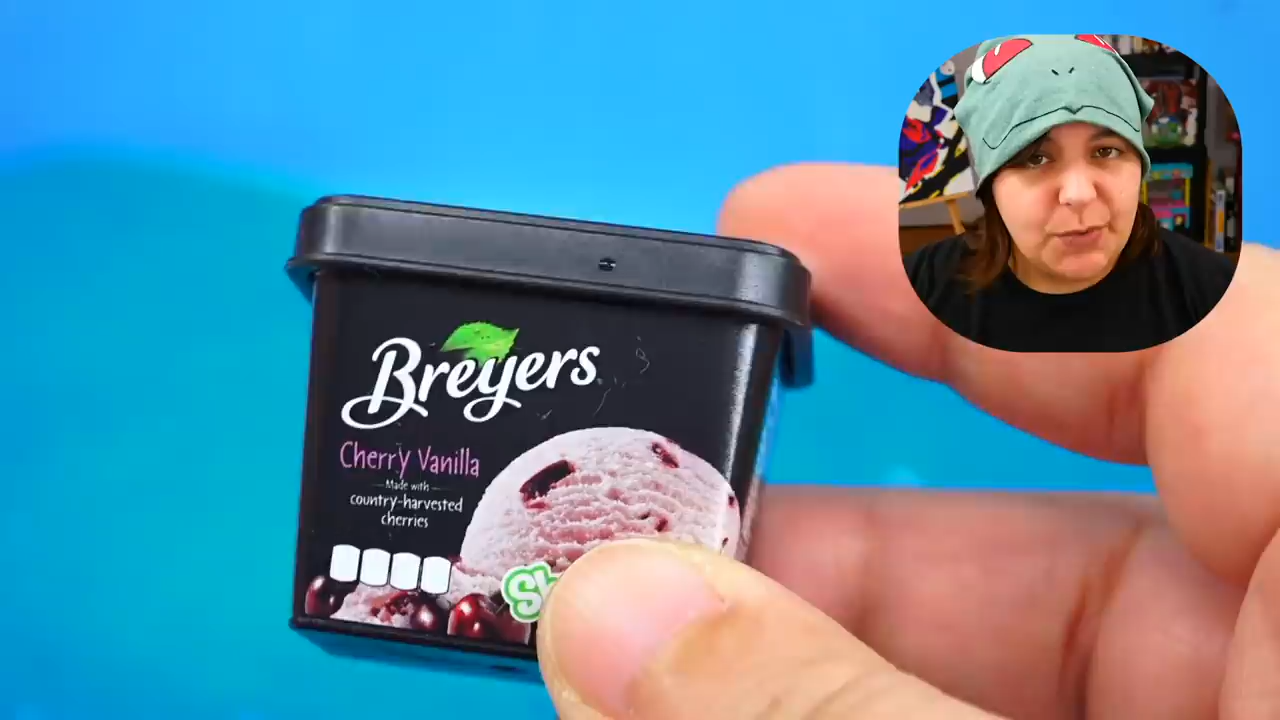 Breyers
Cherry Vanilla
Made with
country-harvested
cherries